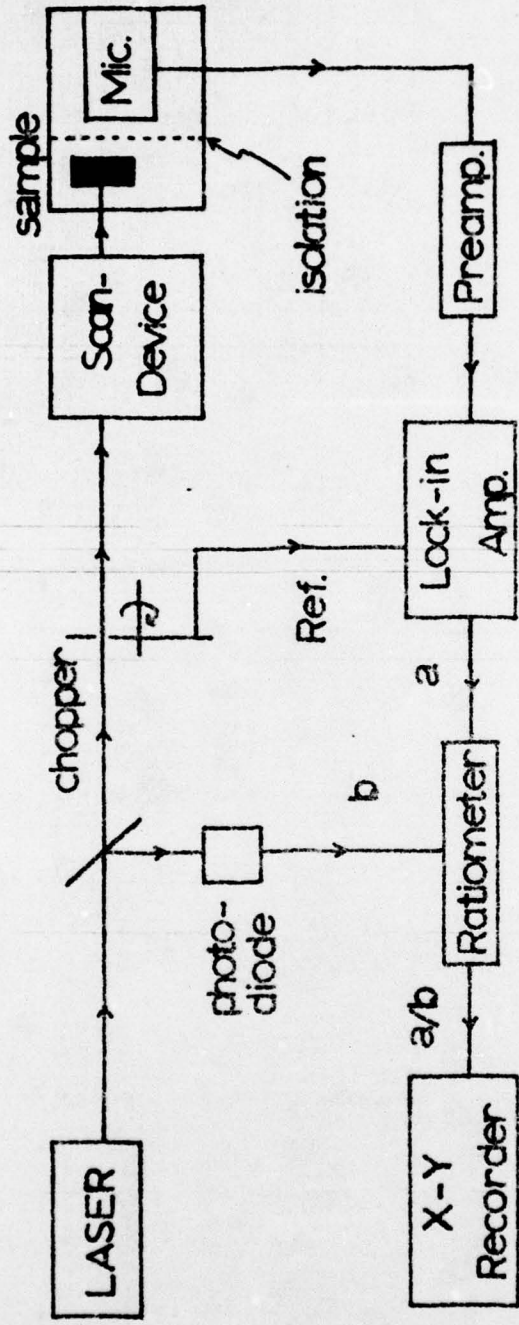 LASER
chopper
Scan-
Device
sample
Mic.
isolation
photo-
diode
b
Ref.
X-Y
Recorder
a/b
Ratiometer
a
Lock-in
Amp.
Preamp.